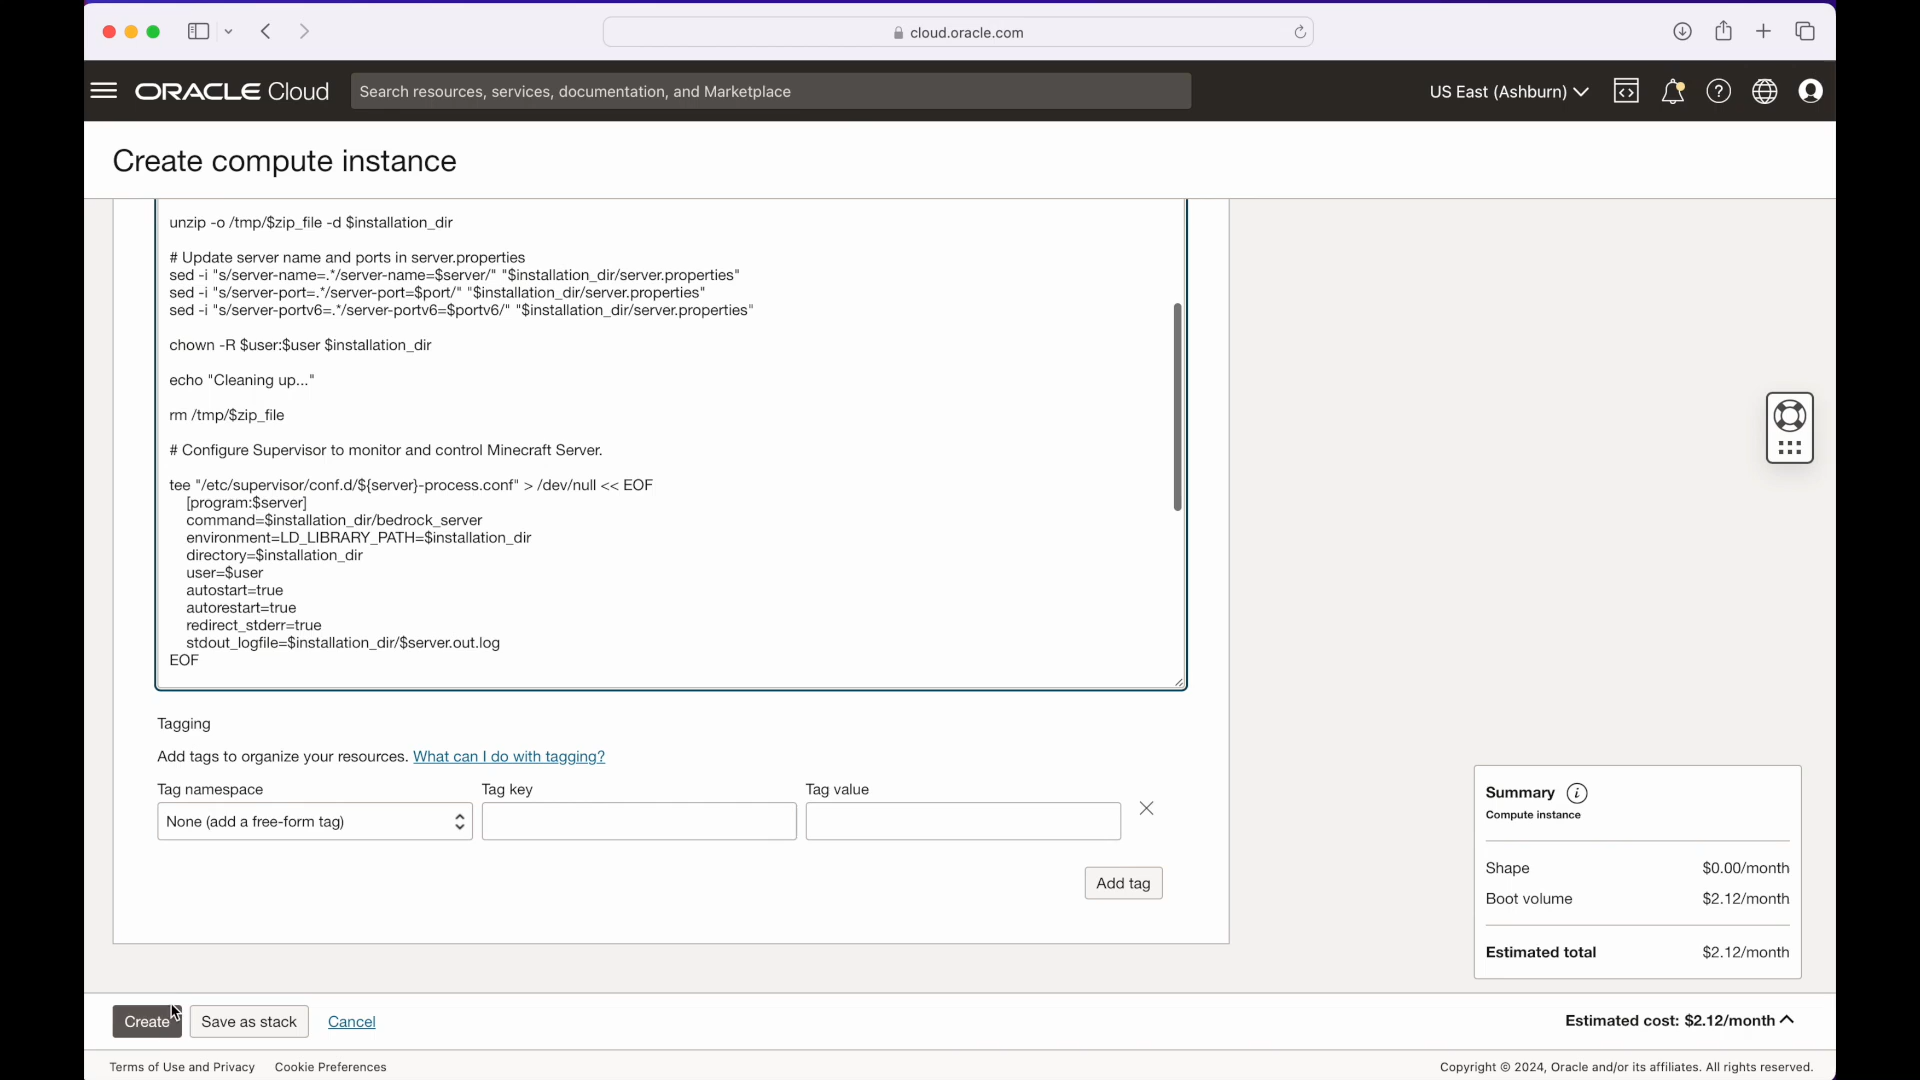 cloud.oracle.com
ORACLE Cloud
Search resources, services, documentation, and Marketplace
US East (Ashburn)
Create compute instance
unzip -o /tmp/$zip_file -d $installation_dir
# Update server name and ports in server.properties
sed -i "s/server-name=.*/server-name=$server/" "$installation_dir/server.properties"
sed -i "s/server-port=.*/server-port=$port/" "$installation_dir/server.properties"
sed -i "s/server-portv6=.*/server-portv6=$portv6/" "$installation_dir/server.properties"
chown -R $user:$user $installation_dir
echo "Cleaning up..."
rm /tmp/$zip_file
# Configure Supervisor to monitor and control Minecraft Server.
tee "/etc/supervisor/conf.d/${server}-process.conf" > /dev/null << EOF
[program:$server]
command=$installation_dir/bedrock_server
environment=LD_LIBRARY_PATH=$installation_dir
directory=$installation_dir
user=$user
autostart=true
autorestart=true
redirect_stderr=true
stdout_logfile=$installation_dir/$server.out.log
EOF
Tagging
Add tags to organize your resources. What can I do with tagging?
Tag namespace Tag key Tag value
None (add a free-form tag)
Add tag
Summary
Compute instance
Shape $0.00/month
Boot volume $2.12/month
Estimated total $2.12/month
Create Save as stack Cancel
Estimated cost: $2.12/month
Terms of Use and Privacy Cookie Preferences
Copyright © 2024, Oracle and/or its affiliates. All rights reserved.